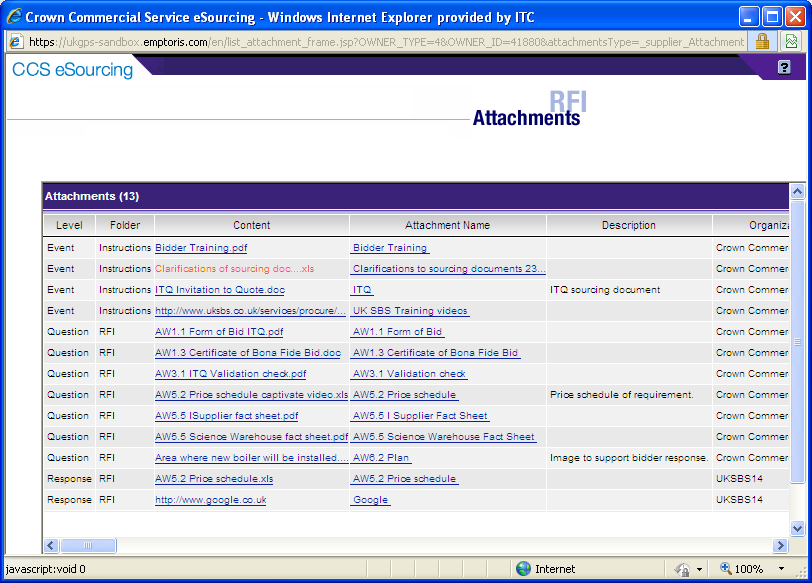 Crown Commercial Service eSourcing - Windows Internet Explorer provided by ITC
https://ukgps-sandbox.emptoris.com/en/list_attachment_frame.jsp?OWNER_TYPE=4&OWNER_ID=41880&attachmentsType=_supplier_Attachment
CCS eSourcing ?
RFI
Attachments
Attachments (13)
Level Folder Content Attachment Name Description Organiza
Event Instructions Bidder Training.pdf Bidder Training Crown Commer
Event Instructions Clarifications of sourcing doc....xls Clarifications to sourcing documents 23... Crown Commer
Event Instructions ITQ Invitation to Quote.doc ITQ ITQ sourcing document Crown Commer
Event Instructions http://www.uksbs.co.uk/services/procure/... UK SBS Training videos Crown Commer
Question RFI AW1.1 Form of Bid ITQ.pdf AW1.1 Form of Bid Crown Commer
Question RFI AW1.3 Certificate of Bona Fide Bid.doc AW1.3 Certificate of Bona Fide Bid Crown Commer
Question RFI AW3.1 ITQ Validation check.pdf AW3.1 Validation check Crown Commer
Question RFI AW5.2 Price schedule captivate video.xls AW5.2 Price schedule Price schedule of requirement. Crown Commer
Question RFI AW5.5 ISupplier fact sheet.pdf AW5.5 I Supplier Fact Sheet Crown Commer
Question RFI AW5.5 Science Warehouse fact sheet.pdf AW5.5 Science Warehouse Fact Sheet Crown Commer
Question RFI Area where new boiler will be installed.... AW6.2 Plan Image to support bidder response. Crown Commer
Response RFI AW5.2 Price schedule.xls AW5.2 Price schedule UKSBS14
Response RFI http://www.google.co.uk Google UKSBS14
javascript:void 0 Internet 100%